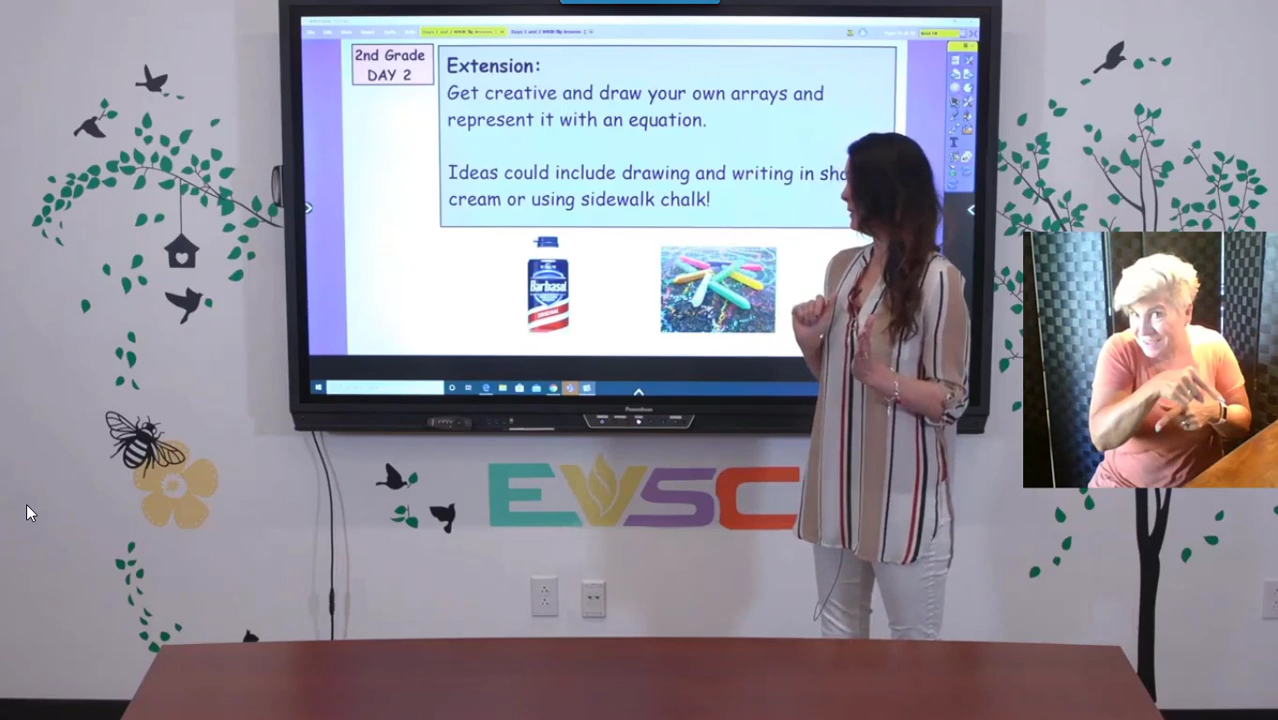 2nd Grade
DAY 2
Extension:
Get creative and draw your own arrays and
represent it with an equation.
Ideas could include drawing and writing in
cream or using sidewalk chalk!
Barbasol
ORIGINAL
EVSC